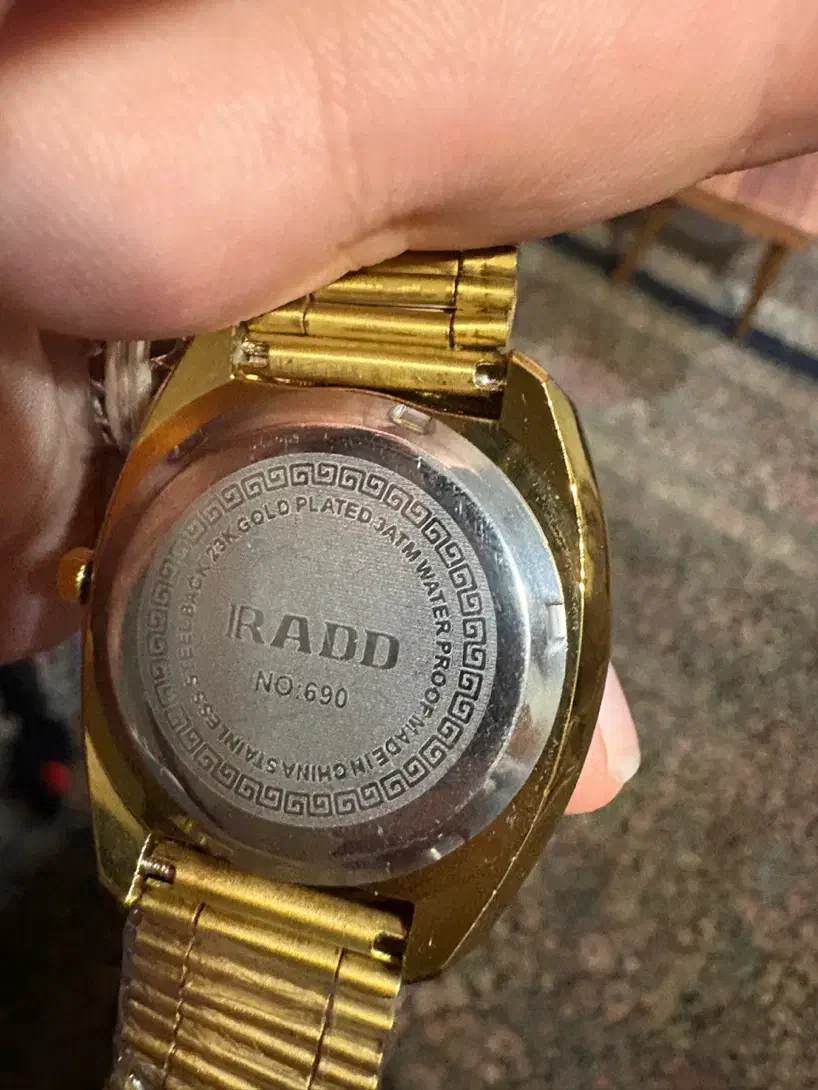 STAINLESS STEEL BACK 23K GOLD PLATED 3ATM WATER PROOF MADE IN CHINA
RADD
NO:690